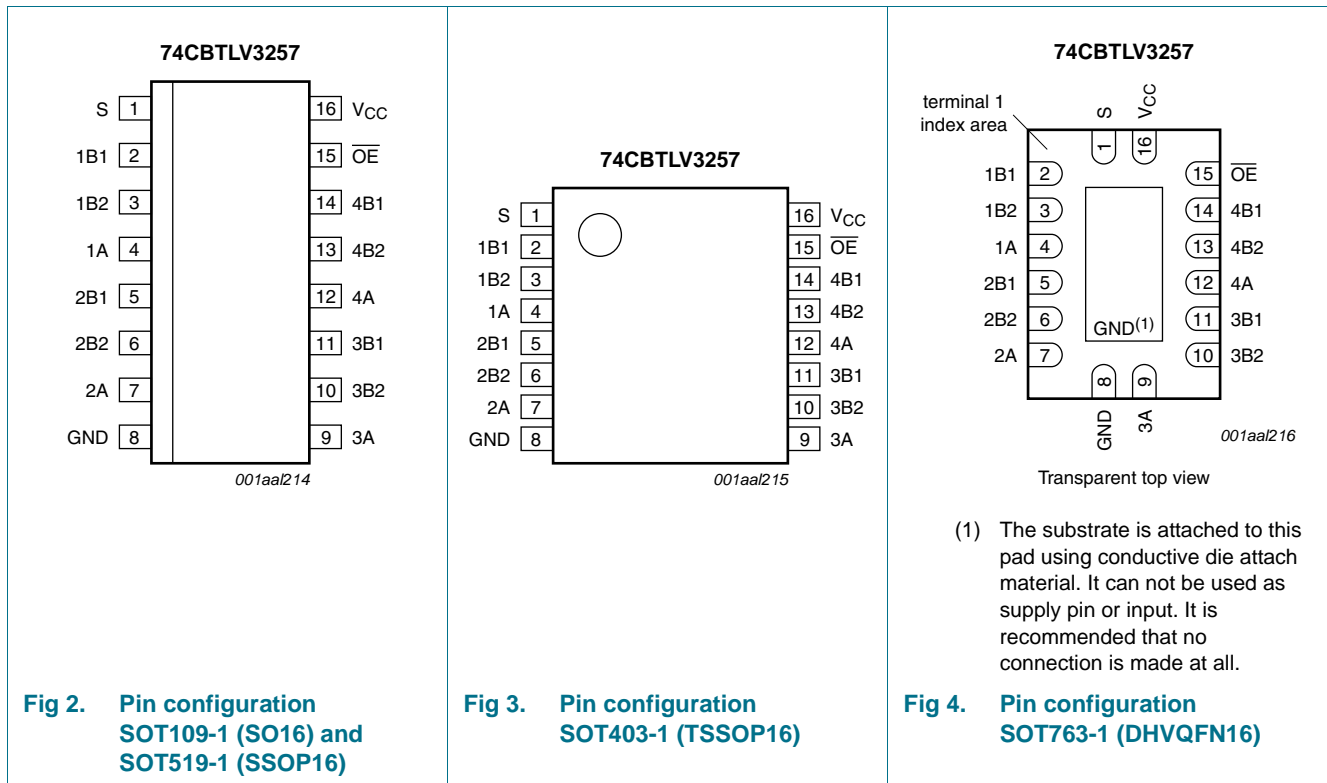 74CBTLV3257
S 1 16 VCC
1B1 2 15 OE
1B2 3 14 4B1
1A 4 13 4B2
2B1 5 12 4A
2B2 6 11 3B1
2A 7 10 3B2
GND 8 9 3A
001aal214
Fig 2. Pin configuration
SOT109-1 (SO16) and
SOT519-1 (SSOP16)
74CBTLV3257
S 1 16 VCC
1B1 2 15 OE
1B2 3 14 4B1
1A 4 13 4B2
2B1 5 12 4A
2B2 6 11 3B1
2A 7 10 3B2
GND 8 9 3A
001aal215
Fig 3. Pin configuration
SOT403-1 (TSSOP16)
74CBTLV3257
terminal 1
index area
S VCC
1 16
1B1 2 15 OE
1B2 3 14 4B1
1A 4 13 4B2
2B1 5 12 4A
2B2 6 11 3B1
GND(1)
2A 7 10 3B2
8 9
GND 3A
001aal216
Transparent top view
(1) The substrate is attached to this
pad using conductive die attach
material. It can not be used as
supply pin or input. It is
recommended that no
connection is made at all.
Fig 4. Pin configuration
SOT763-1 (DHVQFN16)